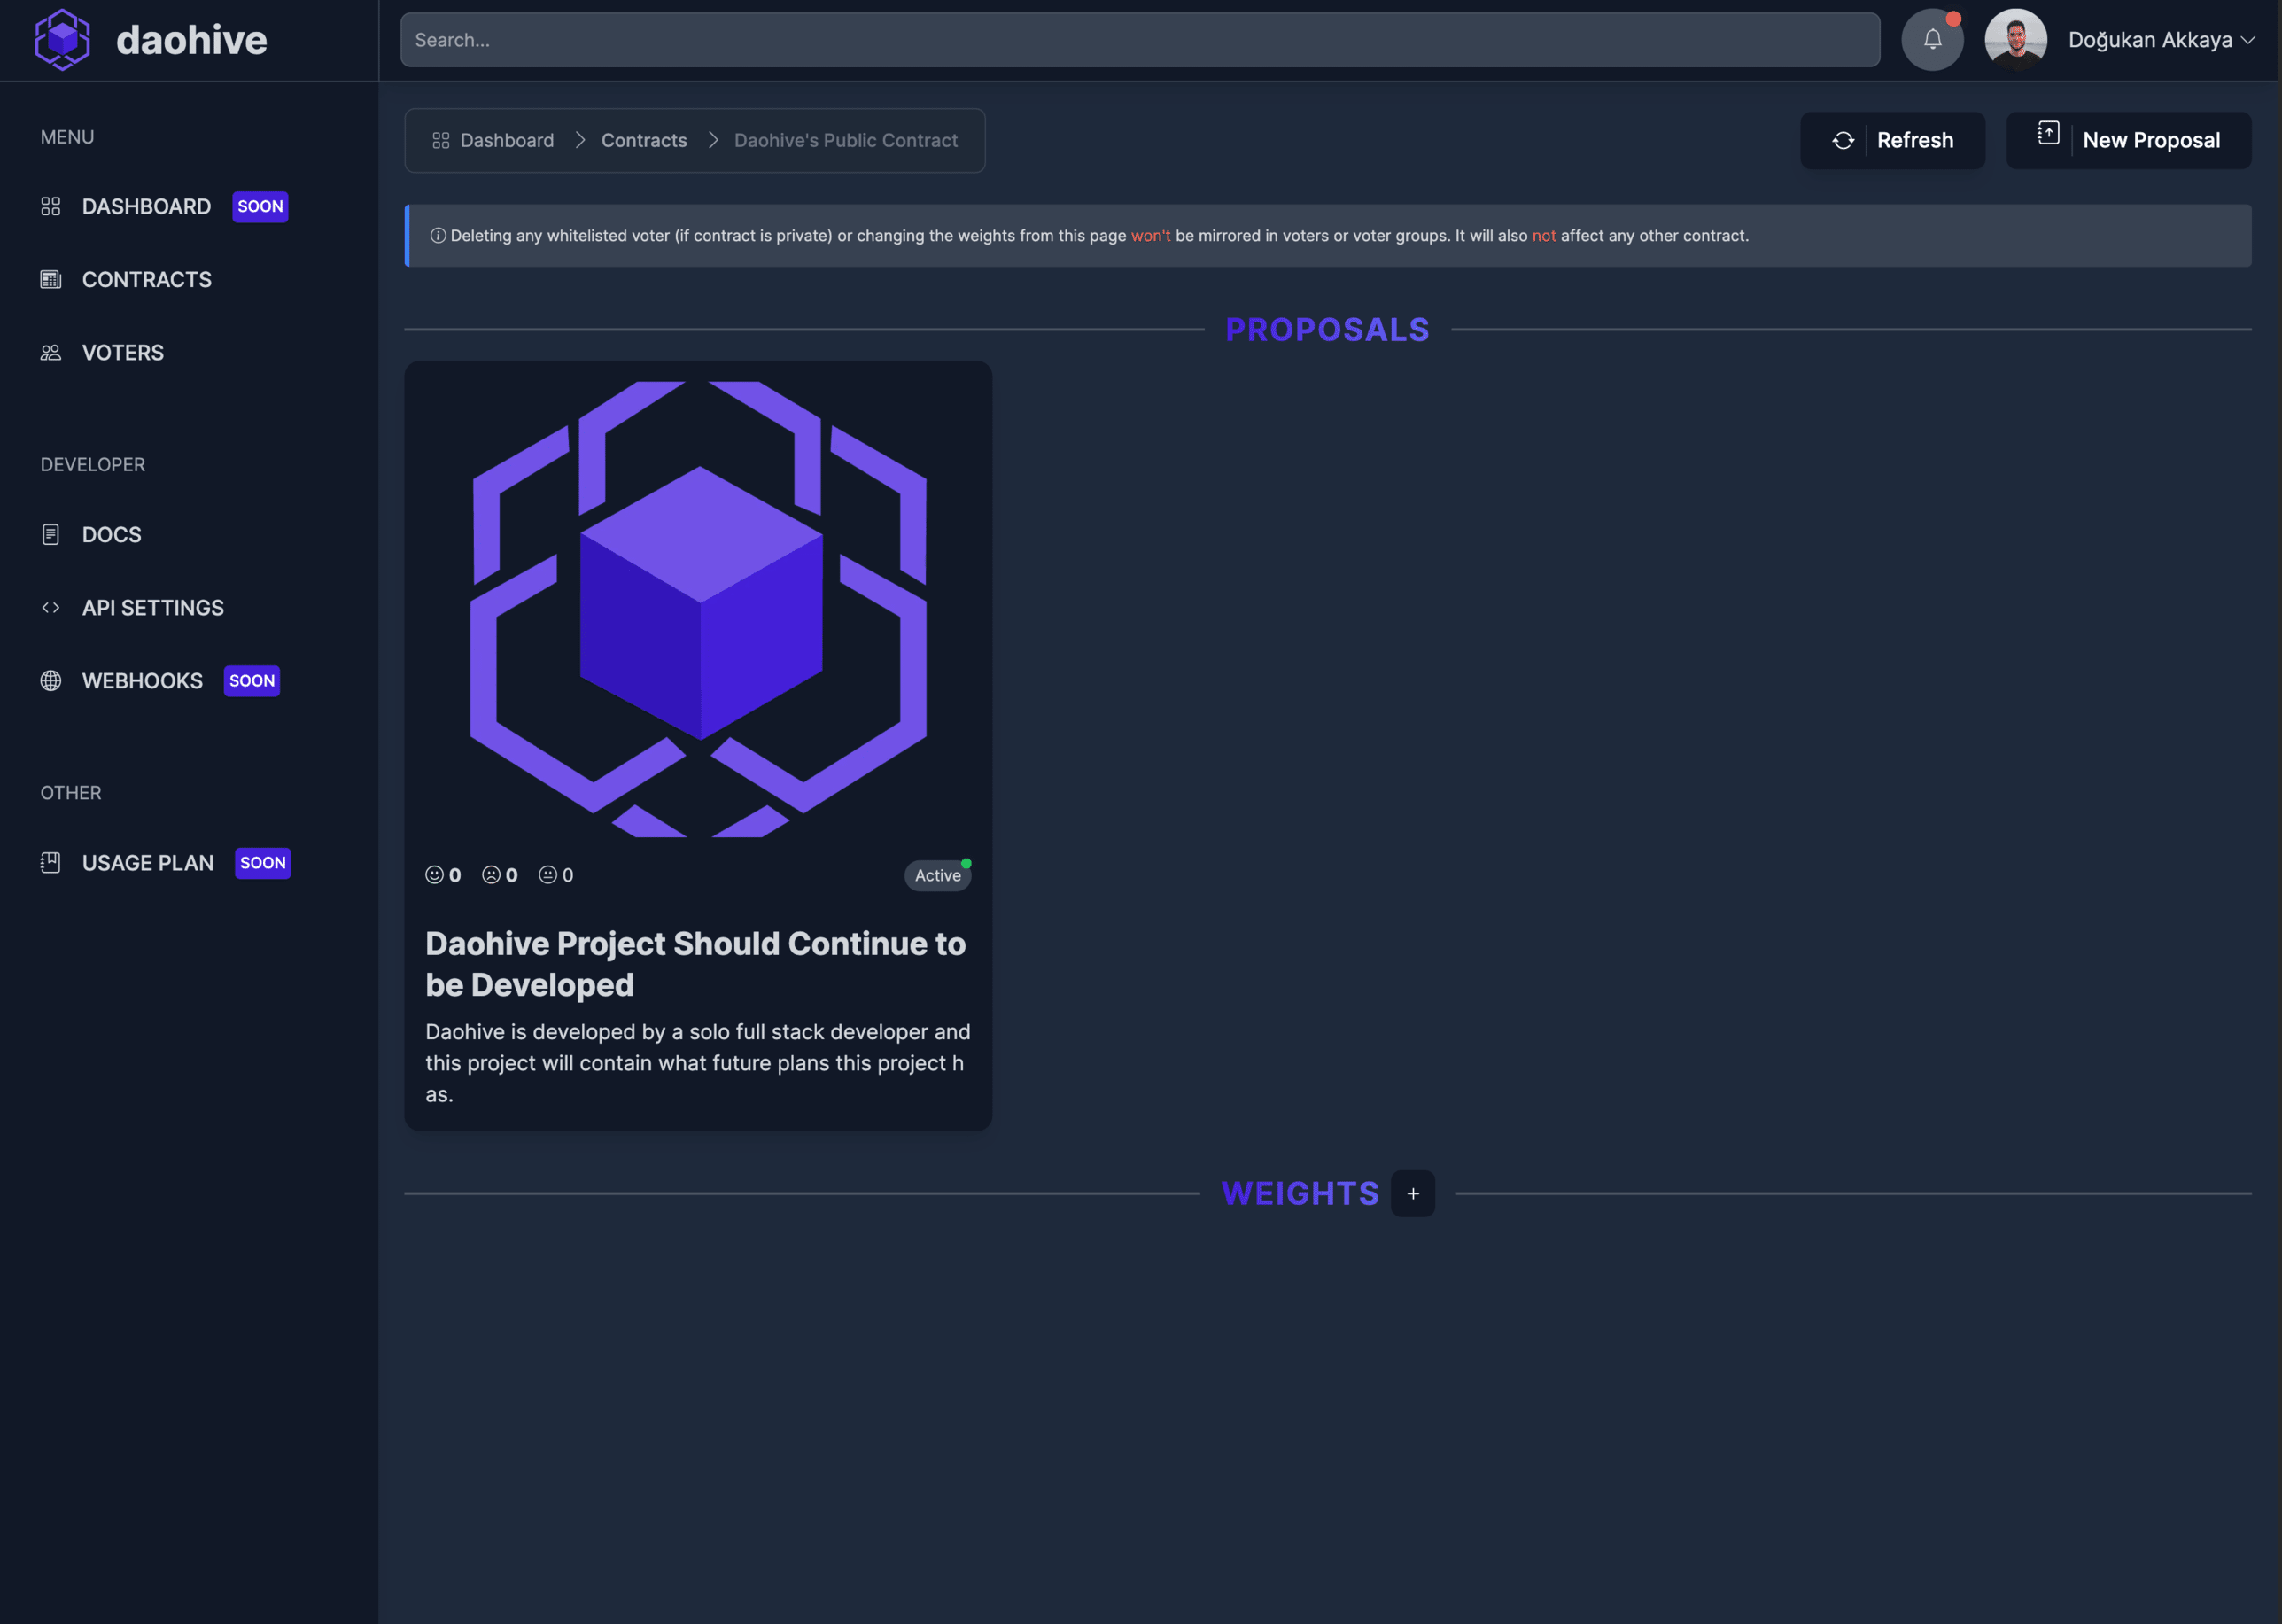 daohive
Search...
Doğukan Akkaya
MENU
DASHBOARD SOON
CONTRACTS
VOTERS
DEVELOPER
DOCS
API SETTINGS
WEBHOOKS SOON
OTHER
USAGE PLAN SOON
Dashboard Contracts Daohive's Public Contract
Refresh
New Proposal
Deleting any whitelisted voter (if contract is private) or changing the weights from this page won't be mirrored in voters or voter groups. It will also not affect any other contract.
PROPOSALS
0 0 0
Active
Daohive Project Should Continue to
be Developed
Daohive is developed by a solo full stack developer and
this project will contain what future plans this project h
as.
WEIGHTS +